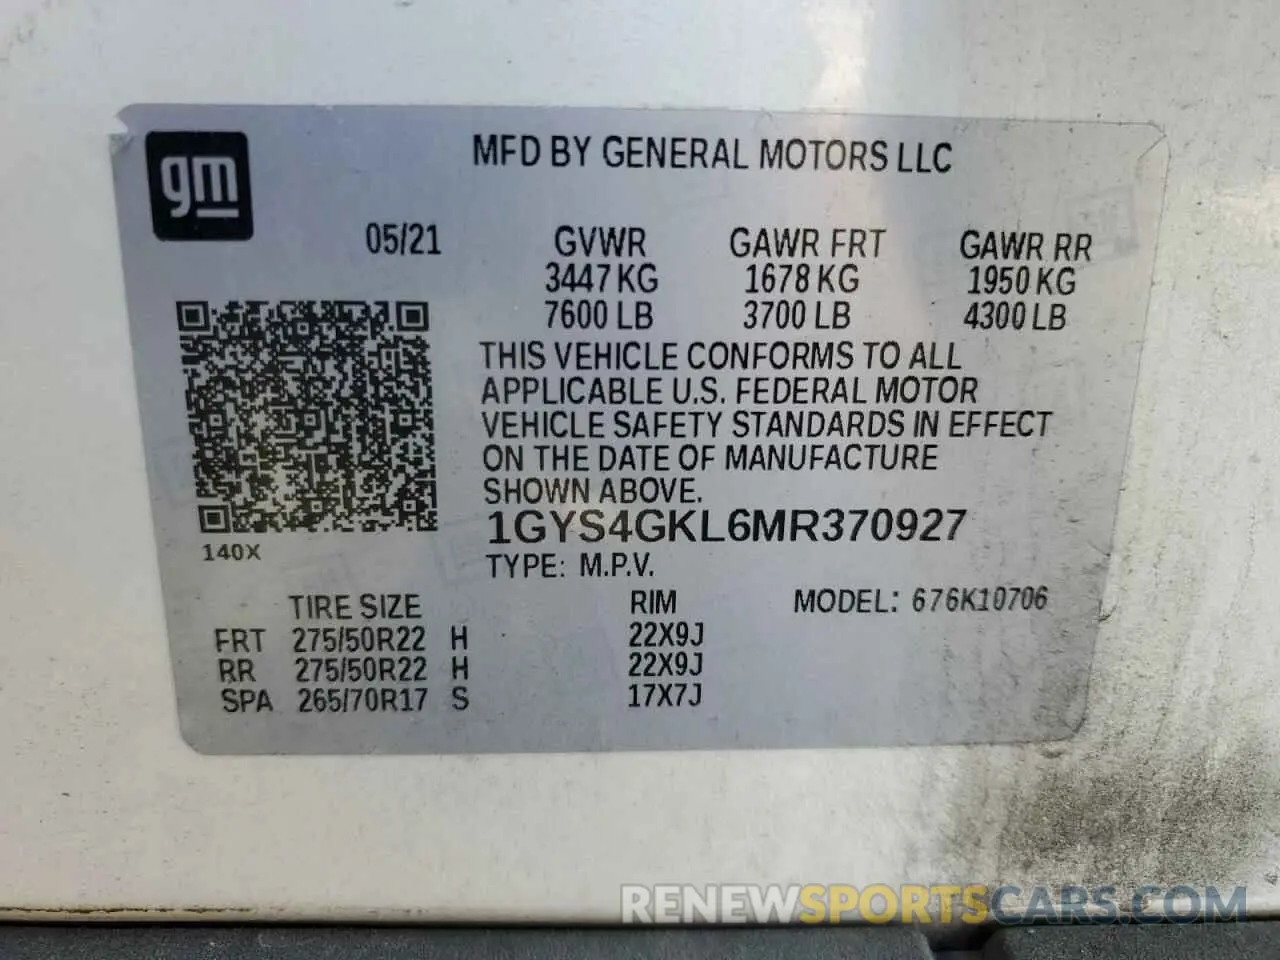 gm
MFD BY GENERAL MOTORS LLC
05/21 GVWR GAWR FRT GAWR RR
3447 KG 1678 KG 1950 KG
7600 LB 3700 LB 4300 LB
THIS VEHICLE CONFORMS TO ALL
APPLICABLE U.S. FEDERAL MOTOR
VEHICLE SAFETY STANDARDS IN EFFECT
ON THE DATE OF MANUFACTURE
SHOWN ABOVE.
1GYS4GKL6MR370927
140X
TYPE: M.P.V.
TIRE SIZE RIM MODEL: 676K10706
FRT 275/50R22 H 22X9J
RR 275/50R22 H 22X9J
SPA 265/70R17 S 17X7J
RENEWSPORTSCARS.COM